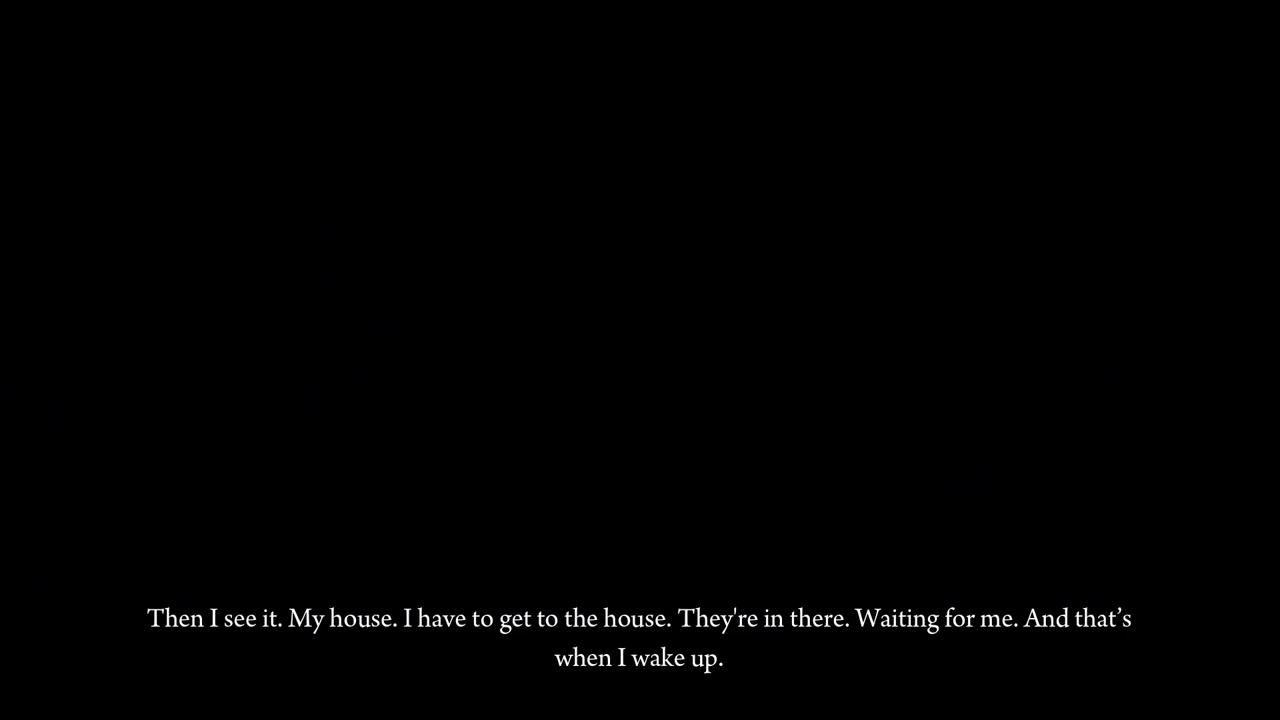 Then I see it. My house. I have to get to the house. They're in there. Waiting for me. And that’s
when I wake up.